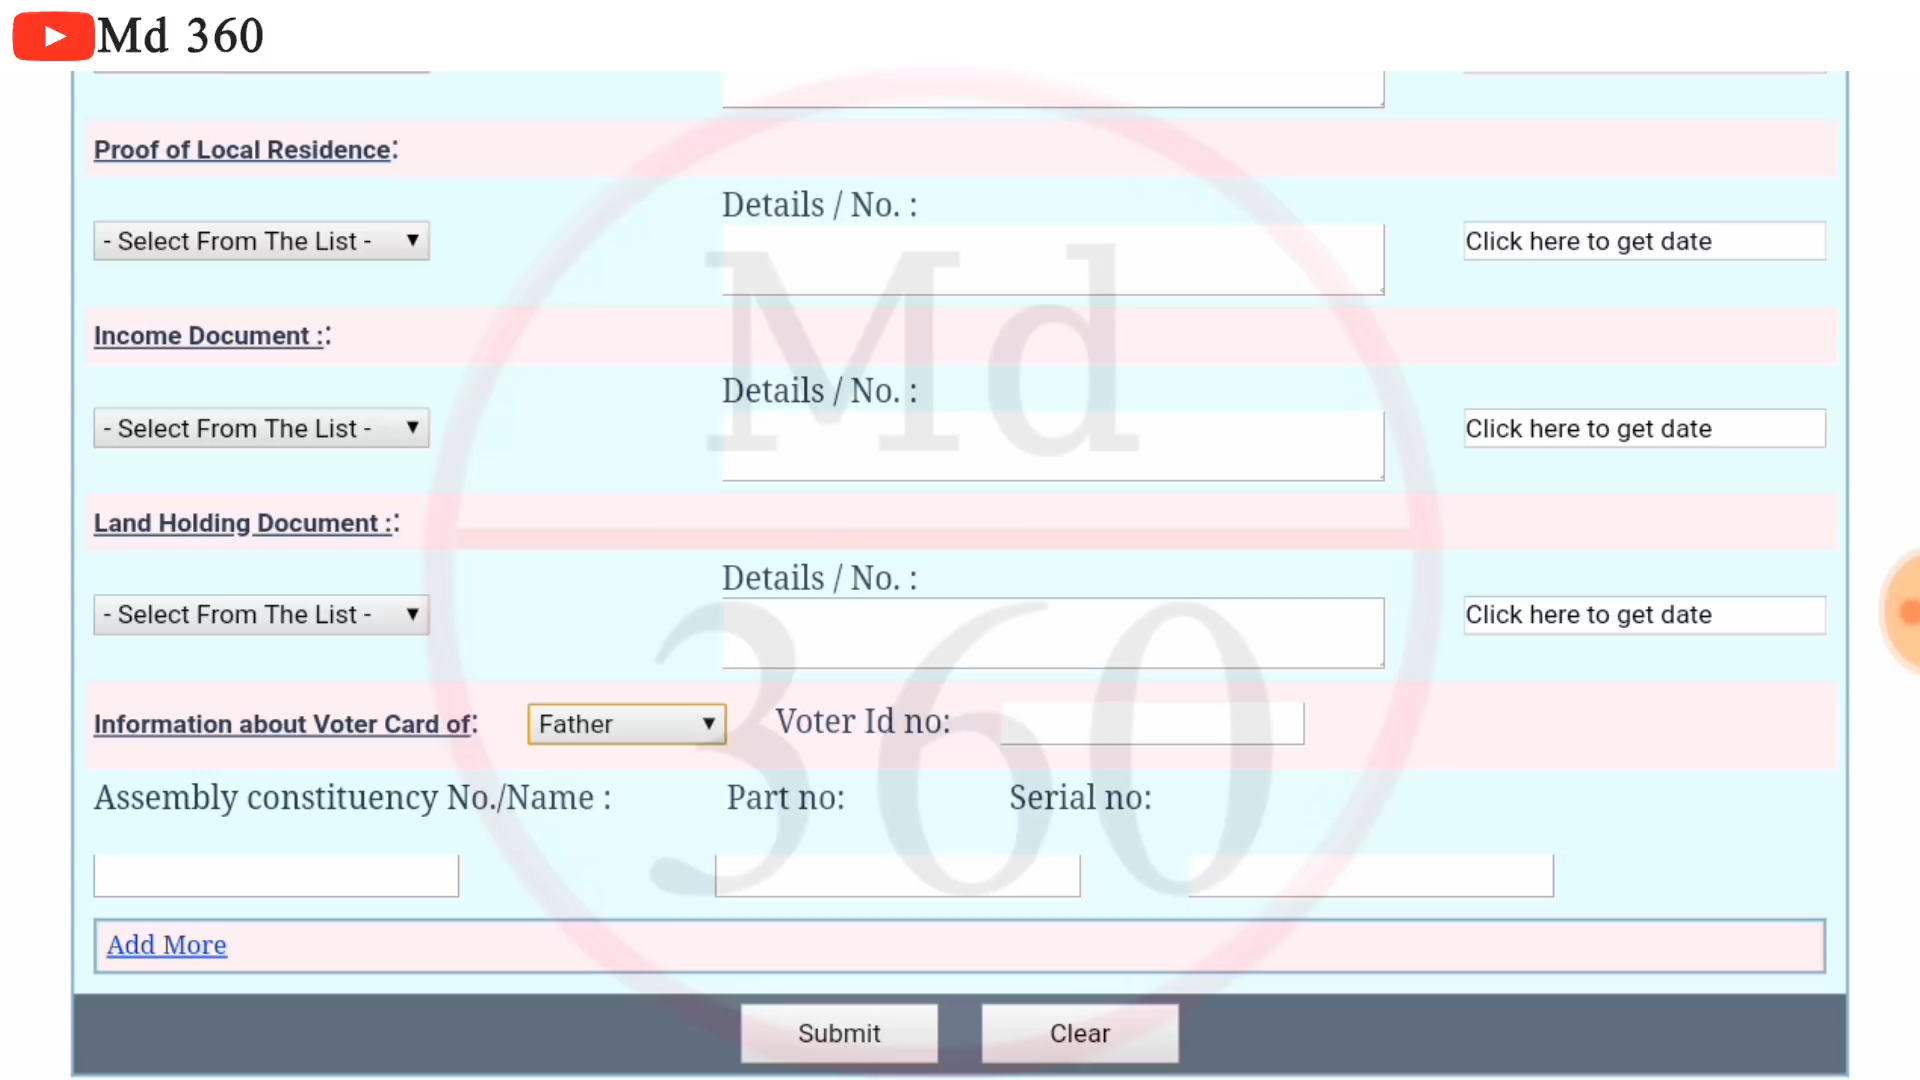 Md 360
Proof of Local Residence:
Details / No. :
- Select From The List -
Click here to get date
Income Document ::
Details / No. :
- Select From The List -
Click here to get date
Land Holding Document ::
Details / No. :
- Select From The List -
Click here to get date
Information about Voter Card of: Father Voter Id no:
Assembly constituency No./Name : Part no: Serial no:
Add More
Submit Clear
Md
360